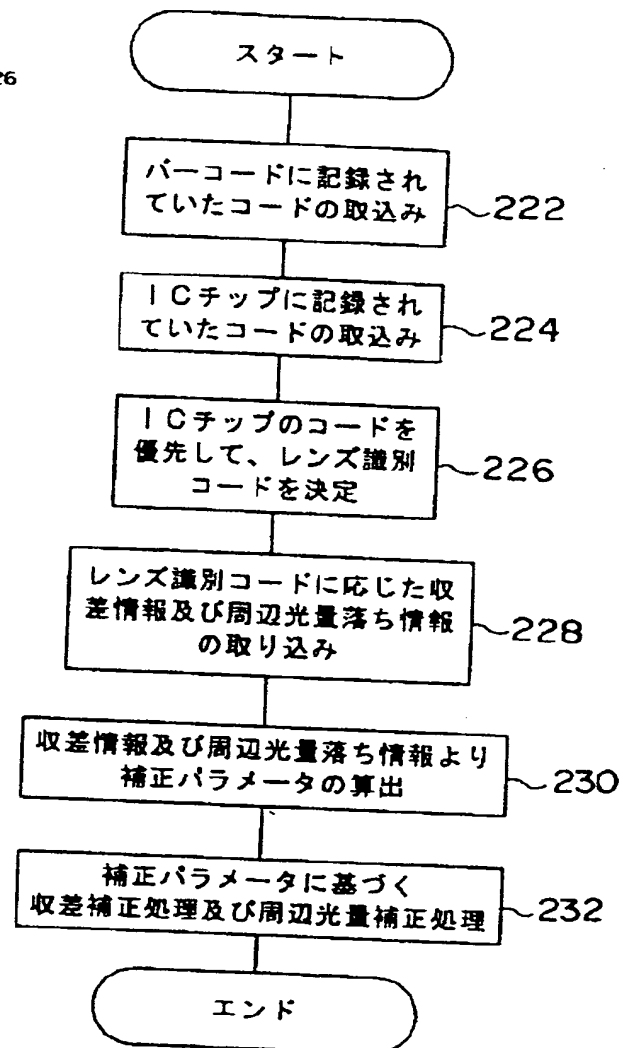 スタート
バーコードに記録され
ていたコードの取込み
222
ICチップに記録され
ていたコードの取込み
224
ICチップのコードを
優先して、レンズ識別
コードを決定
226
レンズ識別コードに応じた収
差情報及び周辺光量落ち情報
の取り込み
228
収差情報及び周辺光量落ち情報より
補正パラメータの算出
230
補正パラメータに基づく
収差補正処理及び周辺光量補正処理
232
エンド